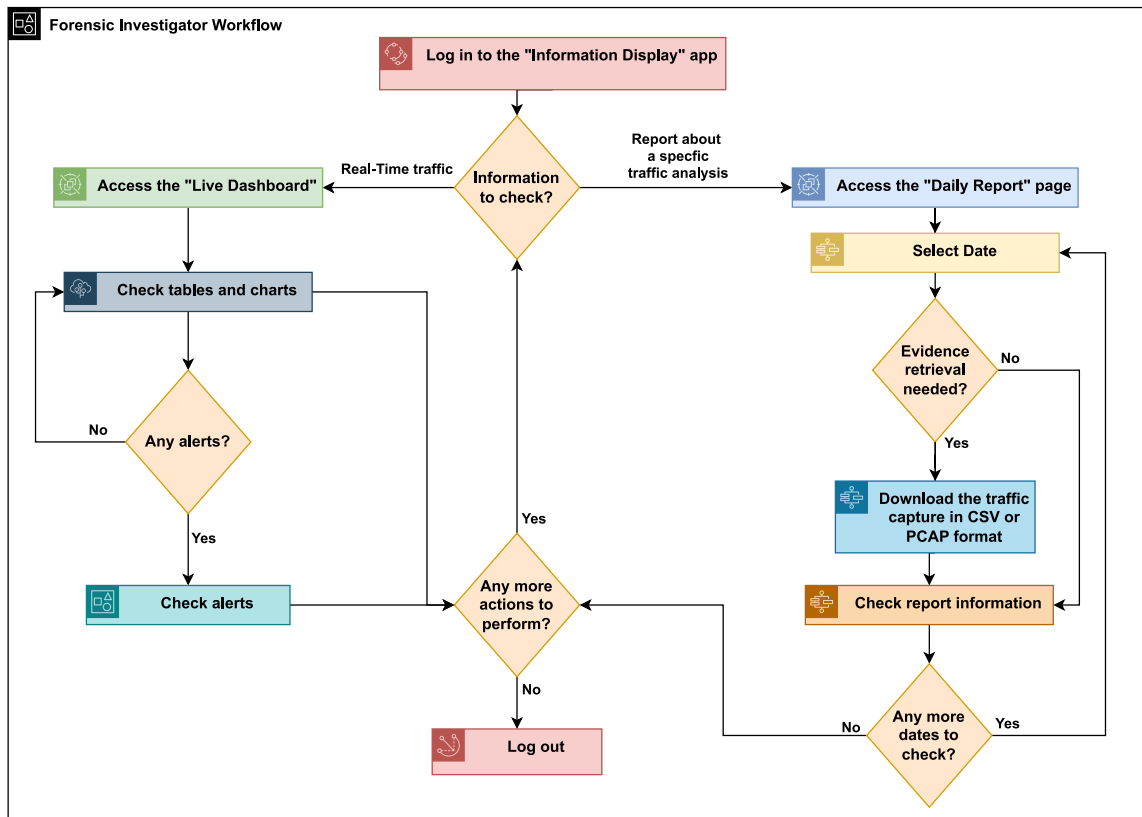 Forensic Investigator Workflow
Log in to the "Information Display" app
Information
to check?
Real-Time traffic
Report about
a specfic
traffic analysis
Access the "Live Dashboard"
Access the "Daily Report" page
Check tables and charts
Select Date
Any alerts?
No
Yes
Evidence
retrieval
needed?
No
Yes
Download the traffic
capture in CSV or
PCAP format
Check alerts
Yes
Any more
actions to
perform?
No
Check report information
Log out
Any more
dates to
check?
No
Yes